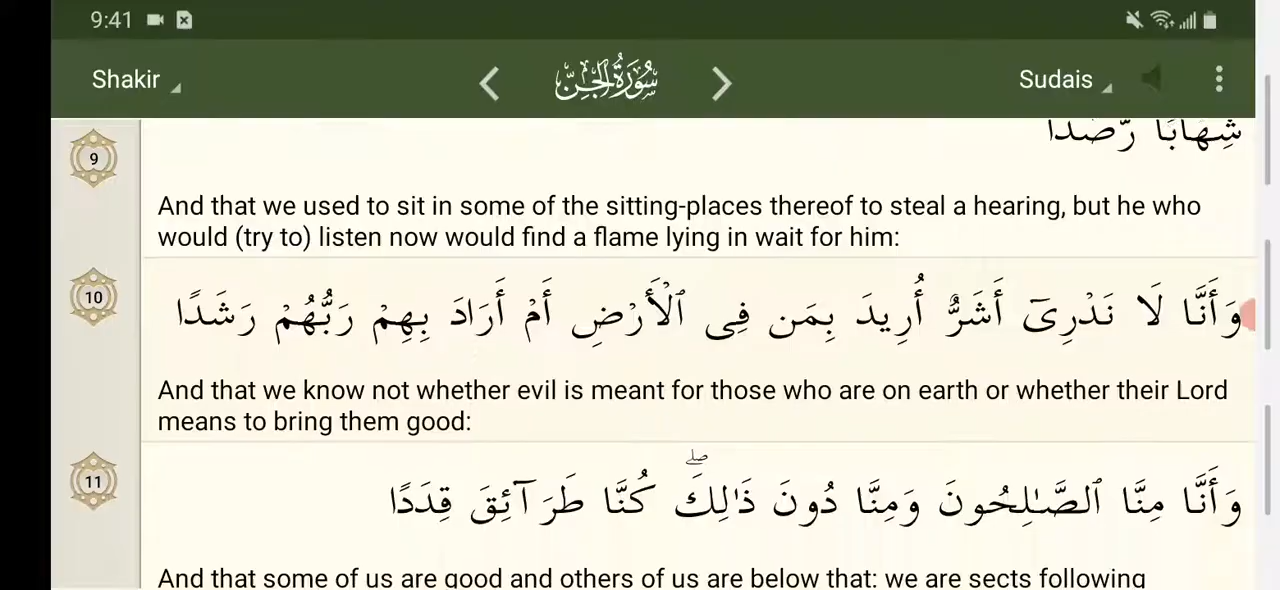 9:41
Shakir
سُورَةُ الجِنّ
Sudais
شِهَابًا رَّصَدًا
9
And that we used to sit in some of the sitting-places thereof to steal a hearing, but he who
would (try to) listen now would find a flame lying in wait for him:
10
وَأَنَّا لَا نَدْرِىٓ أَشَرٌّ أُرِيدَ بِمَن فِى ٱلْأَرْضِ أَمْ أَرَادَ بِهِمْ رَبُّهُمْ رَشَدًا
And that we know not whether evil is meant for those who are on earth or whether their Lord
means to bring them good:
11
وَأَنَّا مِنَّا ٱلصَّـٰلِحُونَ وَمِنَّا دُونَ ذَٰلِكَ ۖ كُنَّا طَرَآئِقَ قِدَدًا
And that some of us are good and others of us are below that: we are sects following